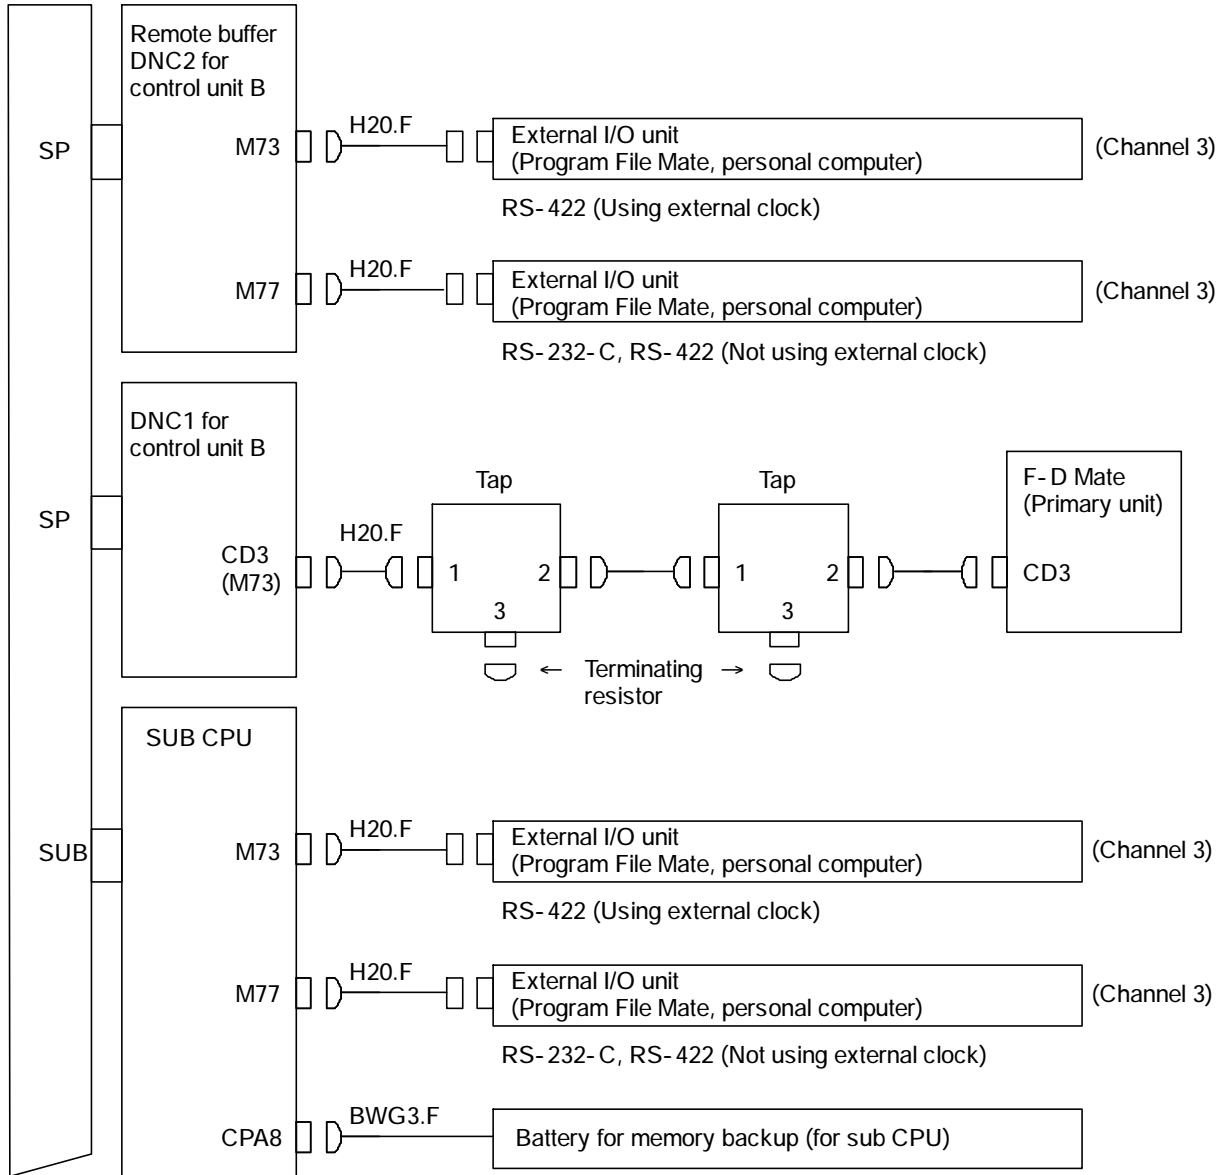 Remote buffer
DNC2 for
control unit B
SP
M73
H20.F
External I/O unit
(Program File Mate, personal computer)
(Channel 3)
RS-422 (Using external clock)
M77
H20.F
External I/O unit
(Program File Mate, personal computer)
(Channel 3)
RS-232-C, RS-422 (Not using external clock)
DNC1 for
control unit B
SP
CD3
(M73)
H20.F
Tap
1
2
3
Tap
1
2
3
F-D Mate
(Primary unit)
CD3
← Terminating →
resistor
SUB CPU
SUB
M73
H20.F
External I/O unit
(Program File Mate, personal computer)
(Channel 3)
RS-422 (Using external clock)
M77
H20.F
External I/O unit
(Program File Mate, personal computer)
(Channel 3)
RS-232-C, RS-422 (Not using external clock)
CPA8
BWG3.F
Battery for memory backup (for sub CPU)